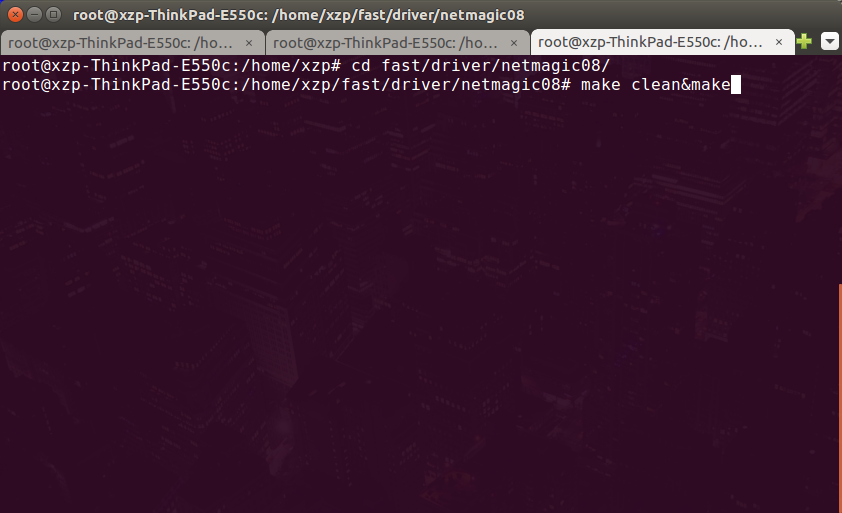 root@xzp-ThinkPad-E550c: /home/xzp/fast/driver/netmagic08
root@xzp-ThinkPad-E550c: /ho... × root@xzp-ThinkPad-E550c: /ho... × root@xzp-ThinkPad-E550c: /ho... ×
root@xzp-ThinkPad-E550c:/home/xzp# cd fast/driver/netmagic08/
root@xzp-ThinkPad-E550c:/home/xzp/fast/driver/netmagic08# make clean&make